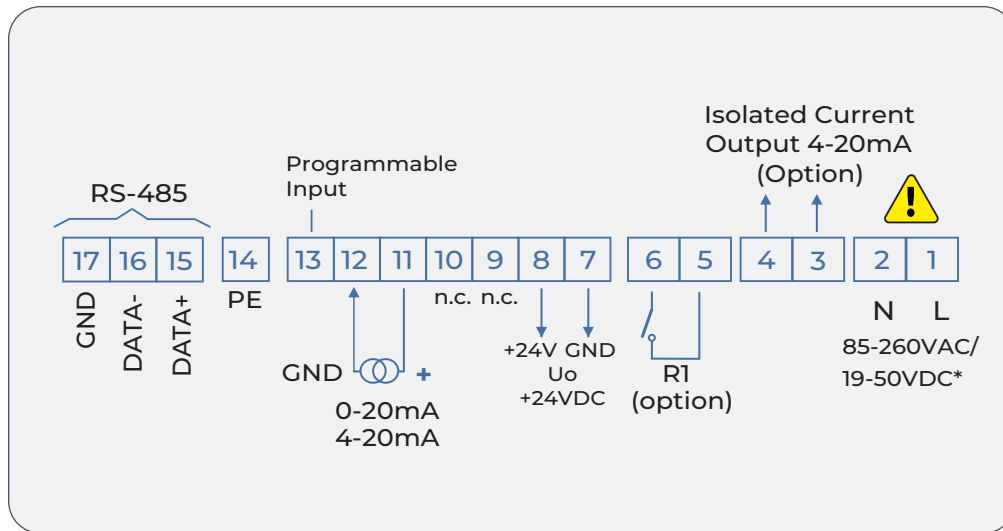 Isolated Current
Output 4-20mA
(Option)
Programmable
Input
RS-485
!
17 16 15 14 13 12 11 10 9 8 7 6 5 4 3 2 1
GND
DATA-
DATA+
PE
n.c. n.c.
N L
+24V GND
Uo
+24VDC
GND +
0-20mA
4-20mA
R1
(option)
85-260VAC/
19-50VDC*